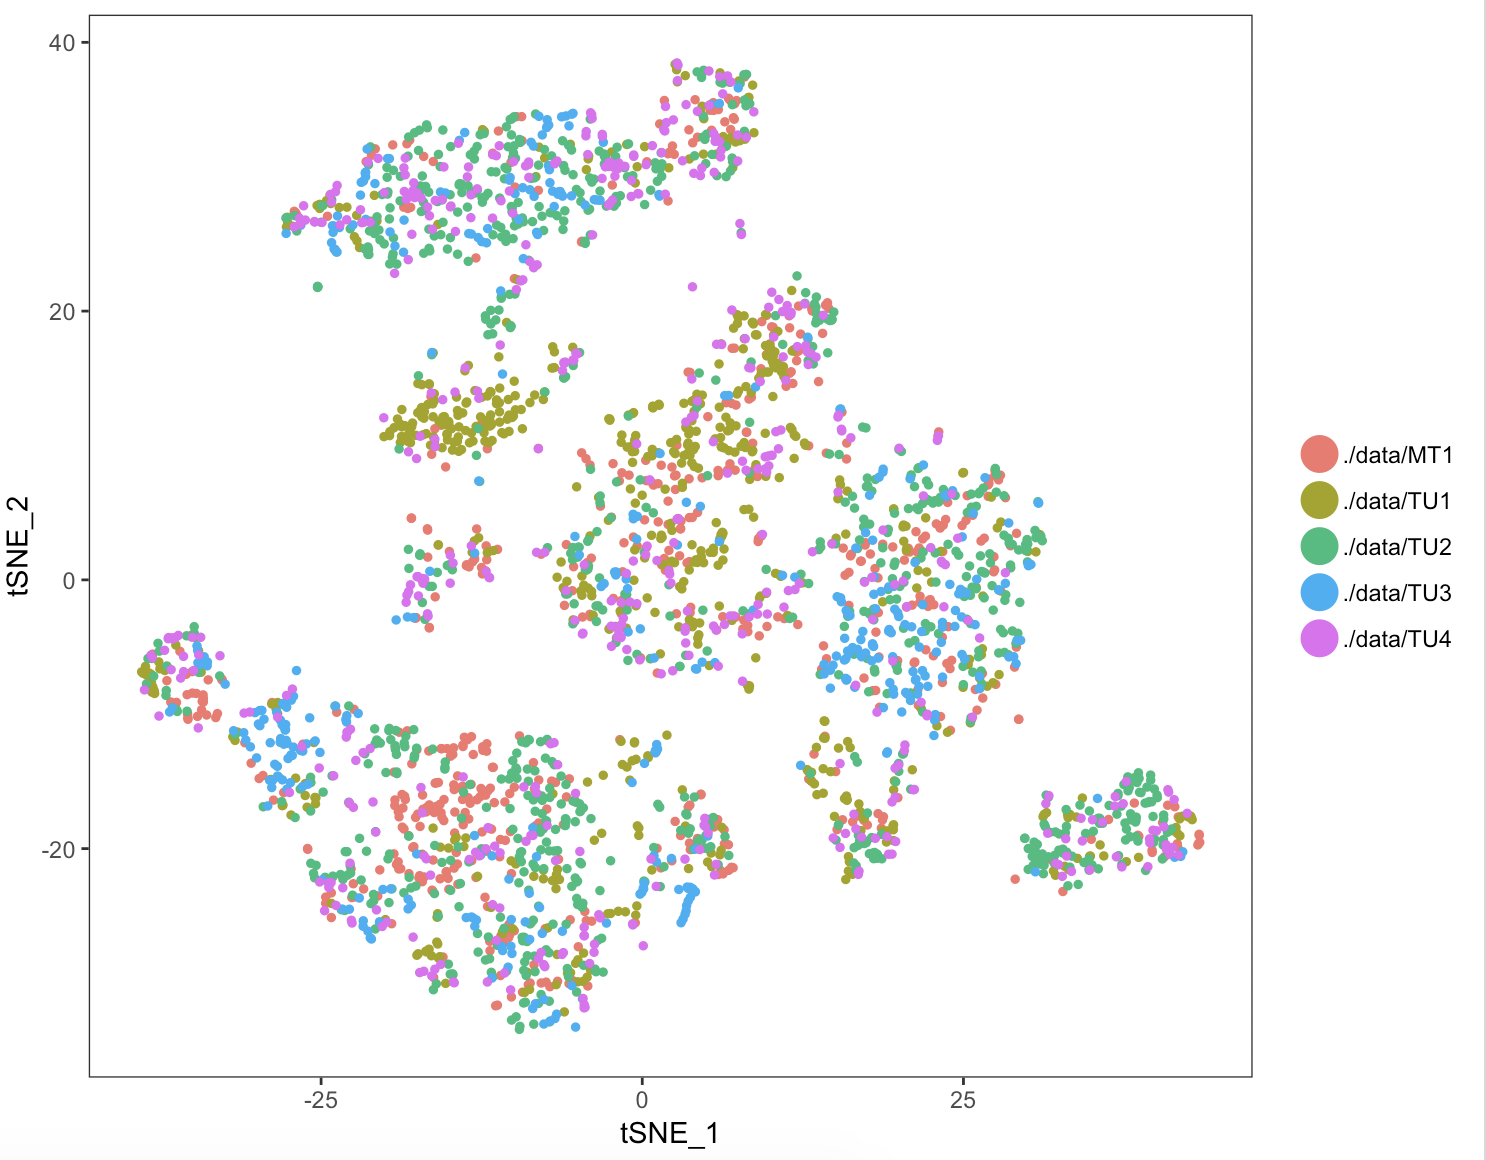 40
20
0
-20
tSNE_2
-25
0
25
tSNE_1
./data/MT1
./data/TU1
./data/TU2
./data/TU3
./data/TU4